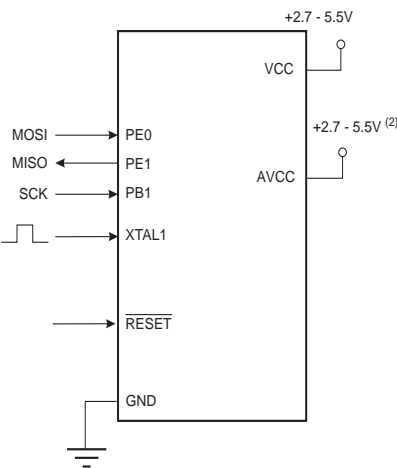 +2.7 - 5.5V
VCC
+2.7 - 5.5V (2)
MOSI PE0
MISO PE1
AVCC
SCK PB1
XTAL1
RESET
GND